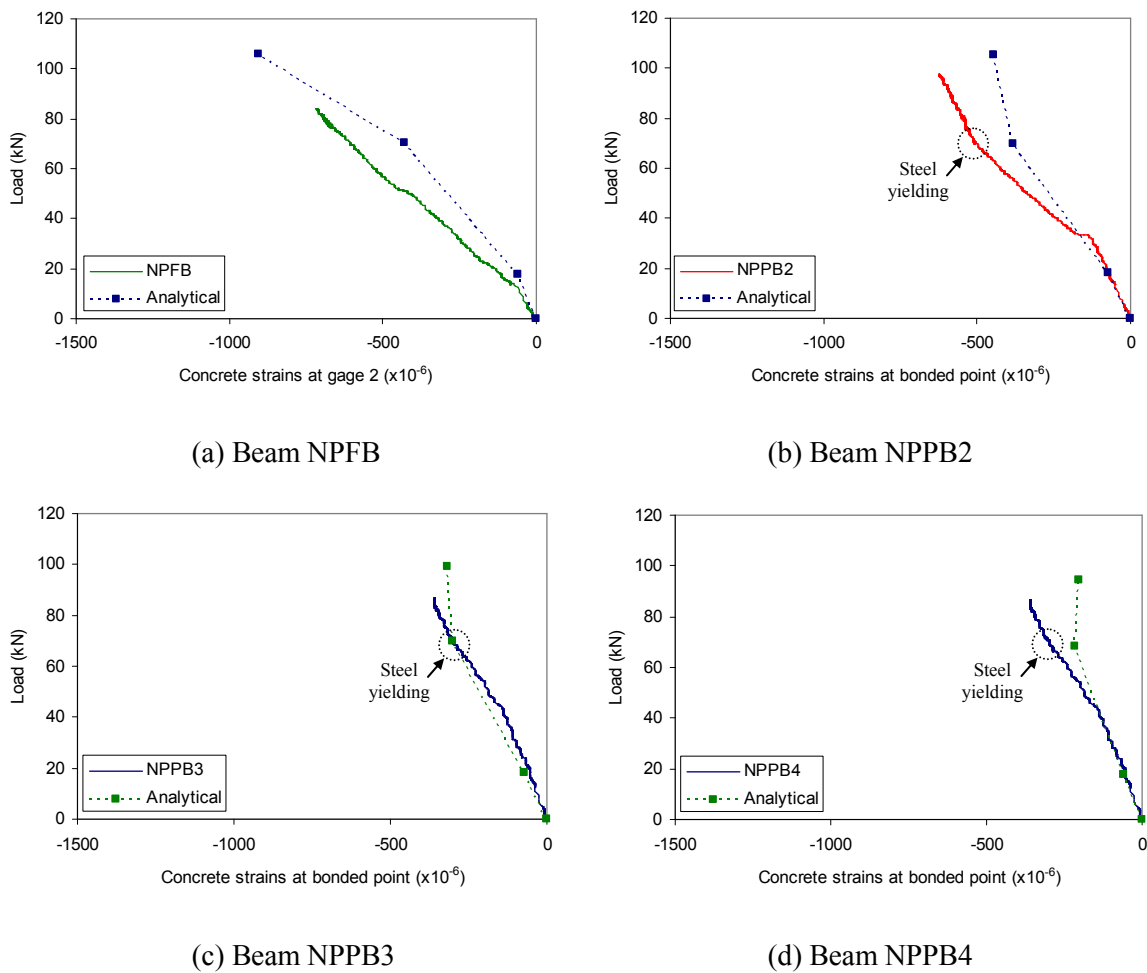 120
100
80
60
40
20
0
Load (kN)
NPFB
Analytical
-1500
-1000
-500
0
Concrete strains at gage 2 (x10-6)
(a) Beam NPFB
120
100
80
60
40
20
0
Load (kN)
Steel
yielding
NPPB2
Analytical
-1500
-1000
-500
0
Concrete strains at bonded point (x10-6)
(b) Beam NPPB2
120
100
80
60
40
20
0
Load (kN)
Steel
yielding
NPPB3
Analytical
-1500
-1000
-500
0
Concrete strains at bonded point (x10-6)
(c) Beam NPPB3
120
100
80
60
40
20
0
Load (kN)
Steel
yielding
NPPB4
Analytical
-1500
-1000
-500
0
Concrete strains at bonded point (x10-6)
(d) Beam NPPB4